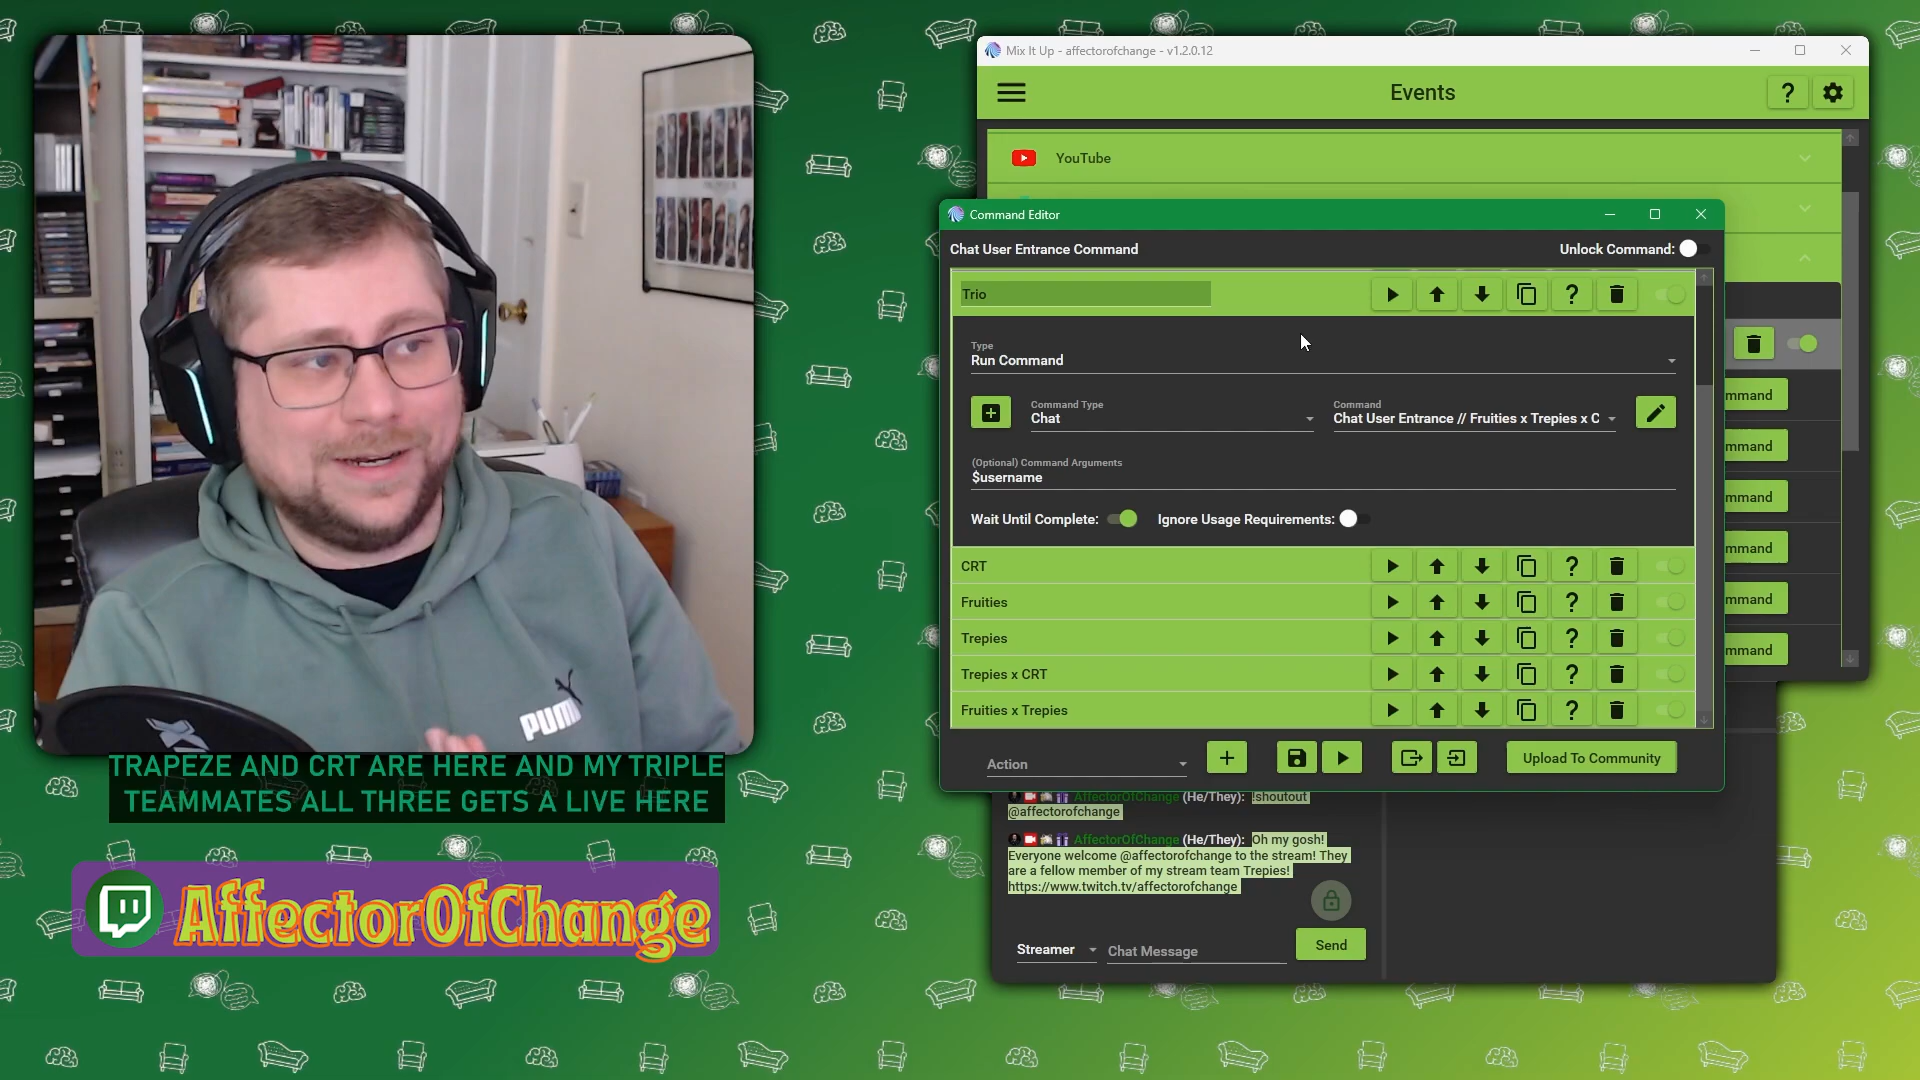 Mix It Up - affectorofchange - v1.2.0.12
Events
?
YouTube
Command Editor
Chat User Entrance Command
Unlock Command:
Trio
?
Type
Run Command
Command Type
Chat
Command
Chat User Entrance // Fruities x Trepies x C
(Optional) Command Arguments
$username
Wait Until Complete:
Ignore Usage Requirements:
CRT
?
Fruities
?
Trepies
?
Trepies x CRT
?
Fruities x Trepies
?
Action
Upload To Community
mmand
mmand
mmand
mmand
mmand
mmand
AffectorOfChange (He/They): !shoutout
@affectorofchange
AffectorOfChange (He/They): Oh my gosh!
Everyone welcome @affectorofchange to the stream! They
are a fellow member of my stream team Trepies!
https://www.twitch.tv/affectorofchange
Streamer
Chat Message
Send
PUMA
TRAPEZE AND CRT ARE HERE AND MY TRIPLE
TEAMMATES ALL THREE GETS A LIVE HERE
AffectorOfChange